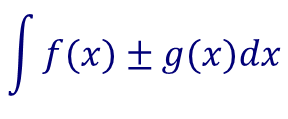 ∫ f(x) ± g(x)dx